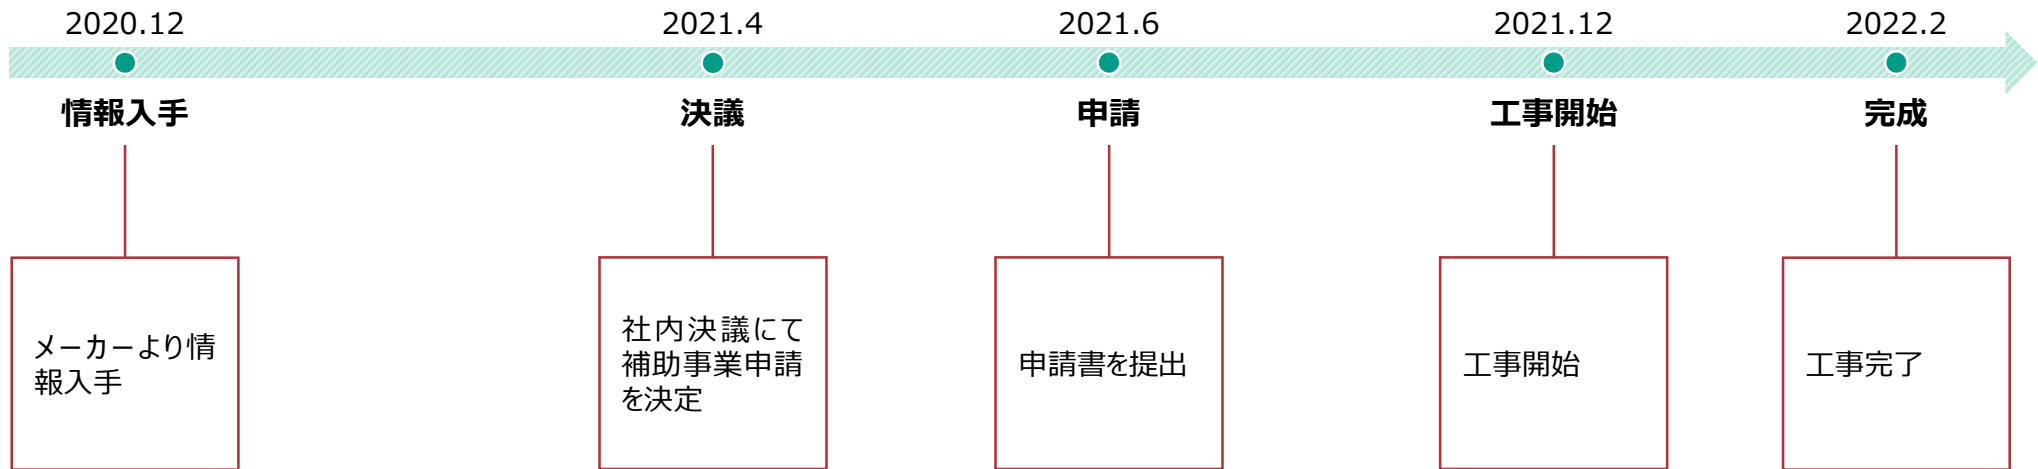 2020.12
2021.4
2021.6
2021.12
2022.2
情報入手
決議
申請
工事開始
完成
メーカーより情
報入手
社内決議にて
補助事業申請
を決定
申請書を提出
工事開始
工事完了